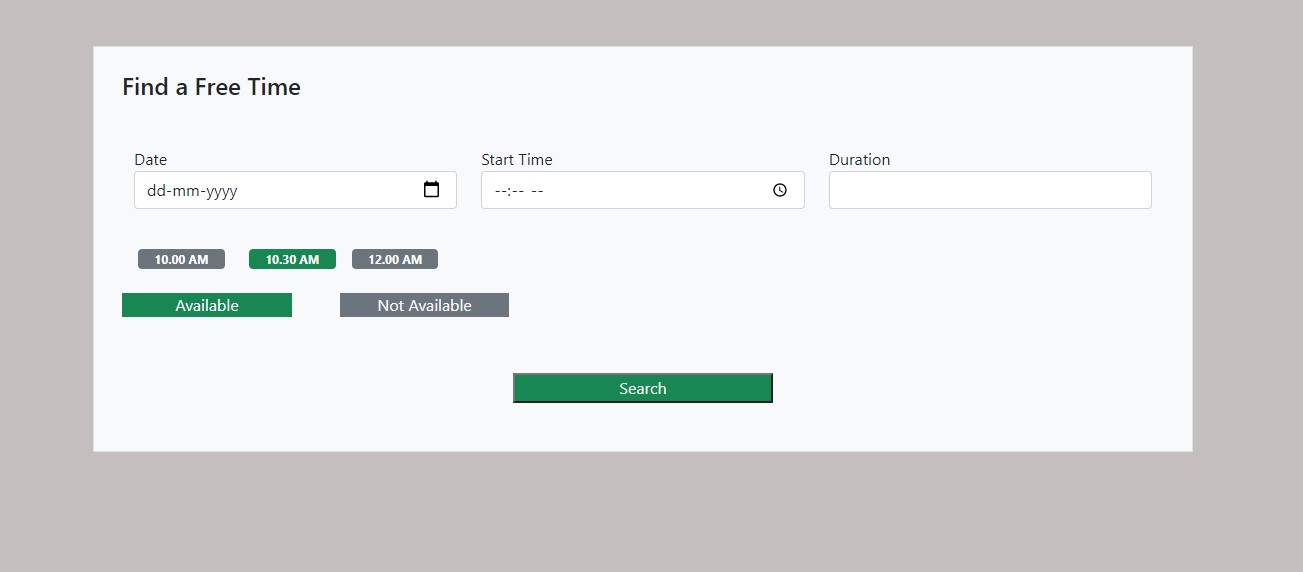 Find a Free Time
Date Start Time Duration
dd-mm-yyyy --:-- --
10.00 AM 10.30 AM 12.00 AM
Available Not Available
Search